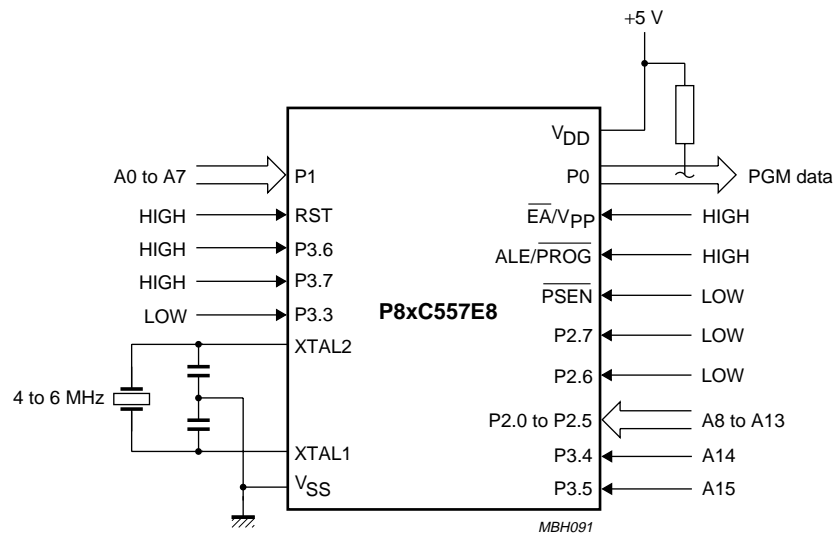 +5 V
VDD
A0 to A7
P1
P0
PGM data
HIGH
RST
EA/VPP
HIGH
HIGH
P3.6
ALE/PROG
HIGH
HIGH
P3.7
PSEN
LOW
LOW
P3.3
P8xC557E8
P2.7
LOW
XTAL2
P2.6
LOW
4 to 6 MHz
P2.0 to P2.5
A8 to A13
XTAL1
P3.4
A14
VSS
P3.5
A15
MBH091